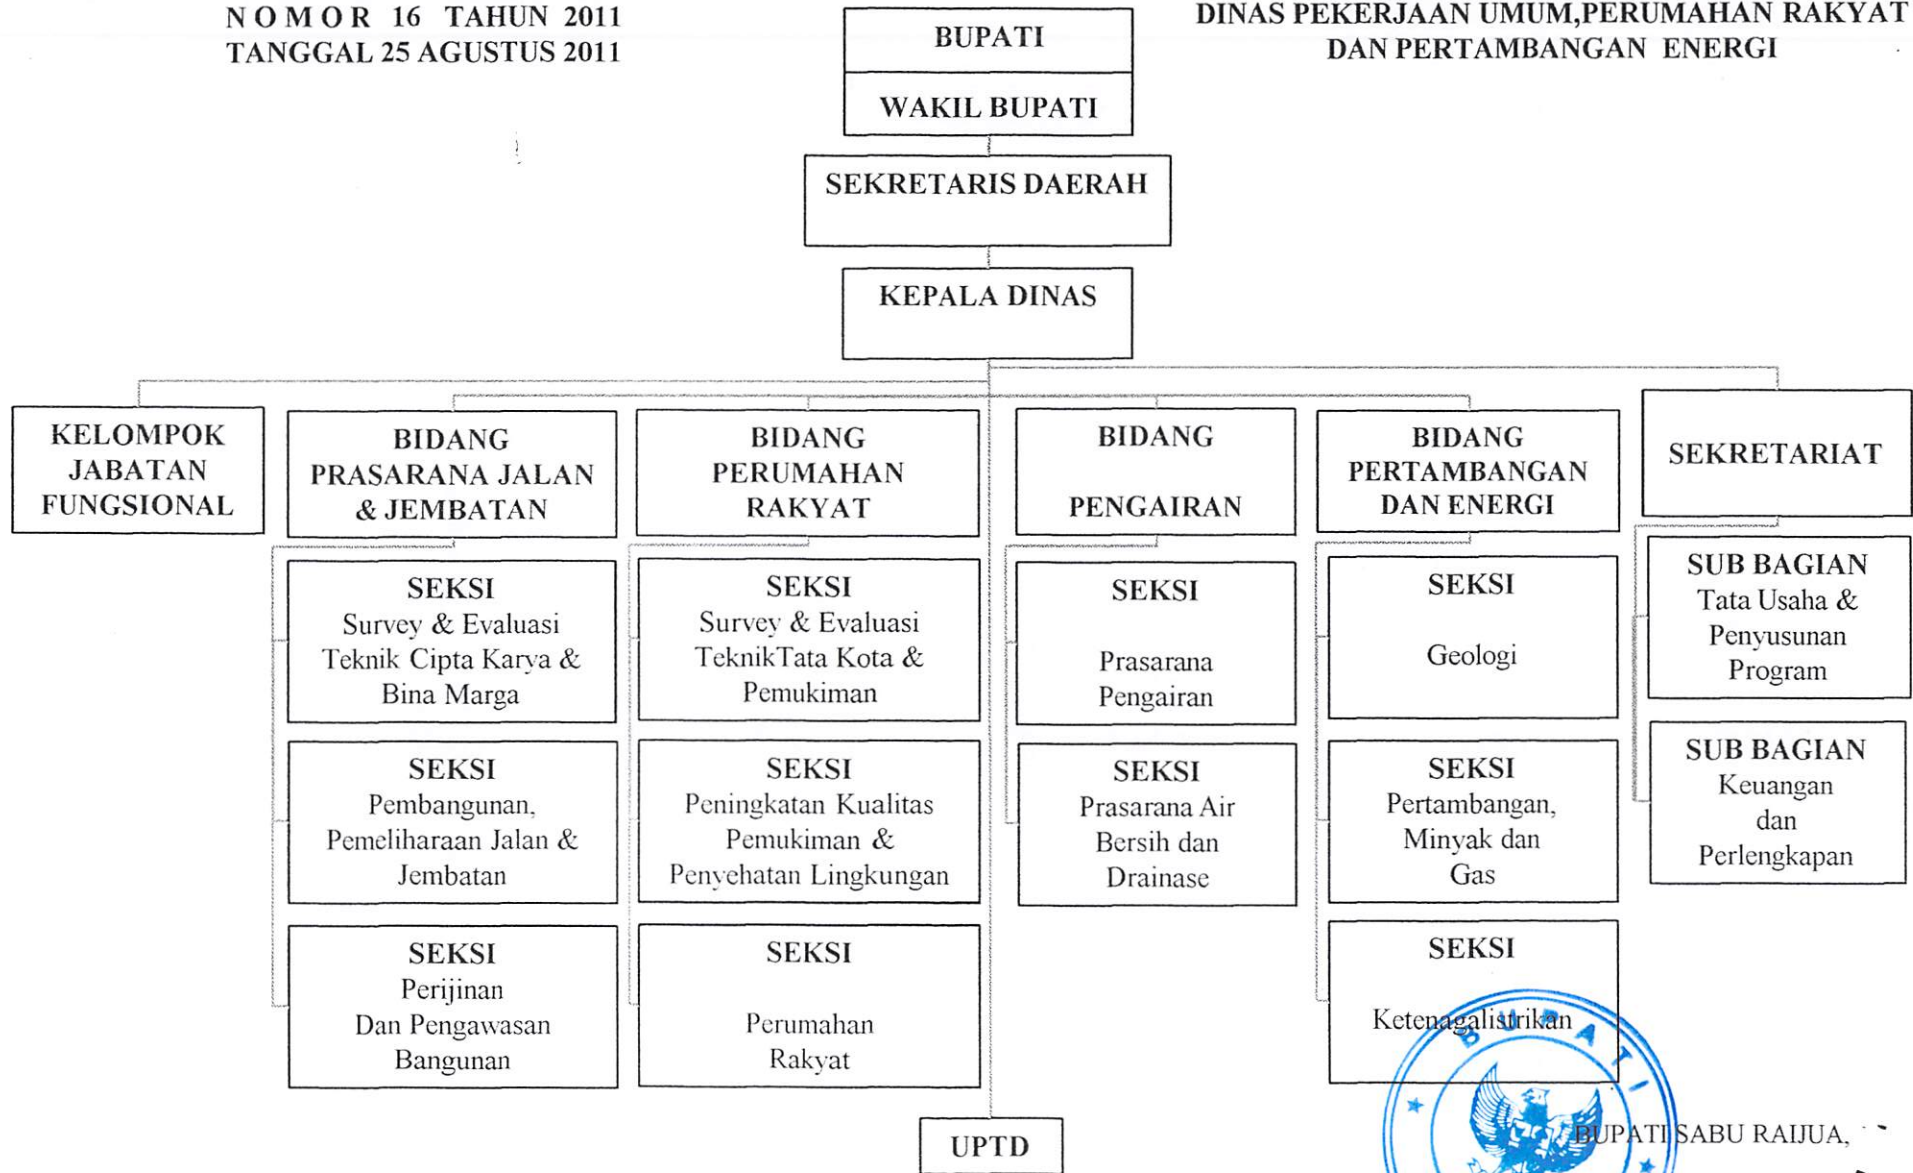 N O M O R 16 TAHUN 2011
TANGGAL 25 AGUSTUS 2011
DINAS PEKERJAAN UMUM,PERUMAHAN RAKYAT
DAN PERTAMBANGAN ENERGI
BUPATI
WAKIL BUPATI
SEKRETARIS DAERAH
KEPALA DINAS
KELOMPOK
JABATAN
FUNGSIONAL
BIDANG
PRASARANA JALAN
& JEMBATAN
BIDANG
PERUMAHAN
RAKYAT
BIDANG
PENGAIRAN
BIDANG
PERTAMBANGAN
DAN ENERGI
SEKRETARIAT
SEKSI
Survey & Evaluasi
Teknik Cipta Karya &
Bina Marga
SEKSI
Survey & Evaluasi
TeknikTata Kota &
Pemukiman
SEKSI
Prasarana
Pengairan
SEKSI
Geologi
SUB BAGIAN
Tata Usaha &
Penyusunan
Program
SEKSI
Pembangunan,
Pemeliharaan Jalan &
Jembatan
SEKSI
Peningkatan Kualitas
Pemukiman &
Penyehatan Lingkungan
SEKSI
Prasarana Air
Bersih dan
Drainase
SEKSI
Pertambangan,
Minyak dan
Gas
SUB BAGIAN
Keuangan
dan
Perlengkapan
SEKSI
Perijinan
Dan Pengawasan
Bangunan
SEKSI
Perumahan
Rakyat
SEKSI
Ketenagalistrikan
BUPATI
UPTD
BUPATI SABU RAIJUA,